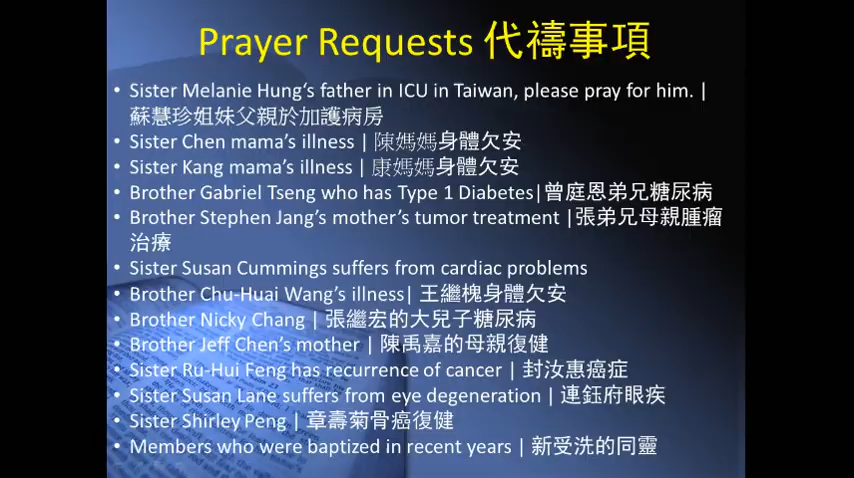 Prayer Requests 代禱事項
• Sister Melanie Hung's father in ICU in Taiwan, please pray for him. |
蘇慧珍姐妹父親於加護病房
• Sister Chen mama's illness | 陳媽媽身體欠安
• Sister Kang mama's illness | 康媽媽身體欠安
• Brother Gabriel Tseng who has Type 1 Diabetes|曾庭恩弟兄糖尿病
• Brother Stephen Jang's mother's tumor treatment |張弟兄母親腫瘤
治療
• Sister Susan Cummings suffers from cardiac problems
• Brother Chu-Huai Wang's illness| 王繼槐身體欠安
• Brother Nicky Chang | 張繼宏的大兒子糖尿病
• Brother Jeff Chen's mother | 陳禹嘉的母親復健
• Sister Ru-Hui Feng has recurrence of cancer | 封汝惠癌症
• Sister Susan Lane suffers from eye degeneration | 連鈺府眼疾
• Sister Shirley Peng | 章壽菊骨癌復健
• Members who were baptized in recent years | 新受洗的同靈